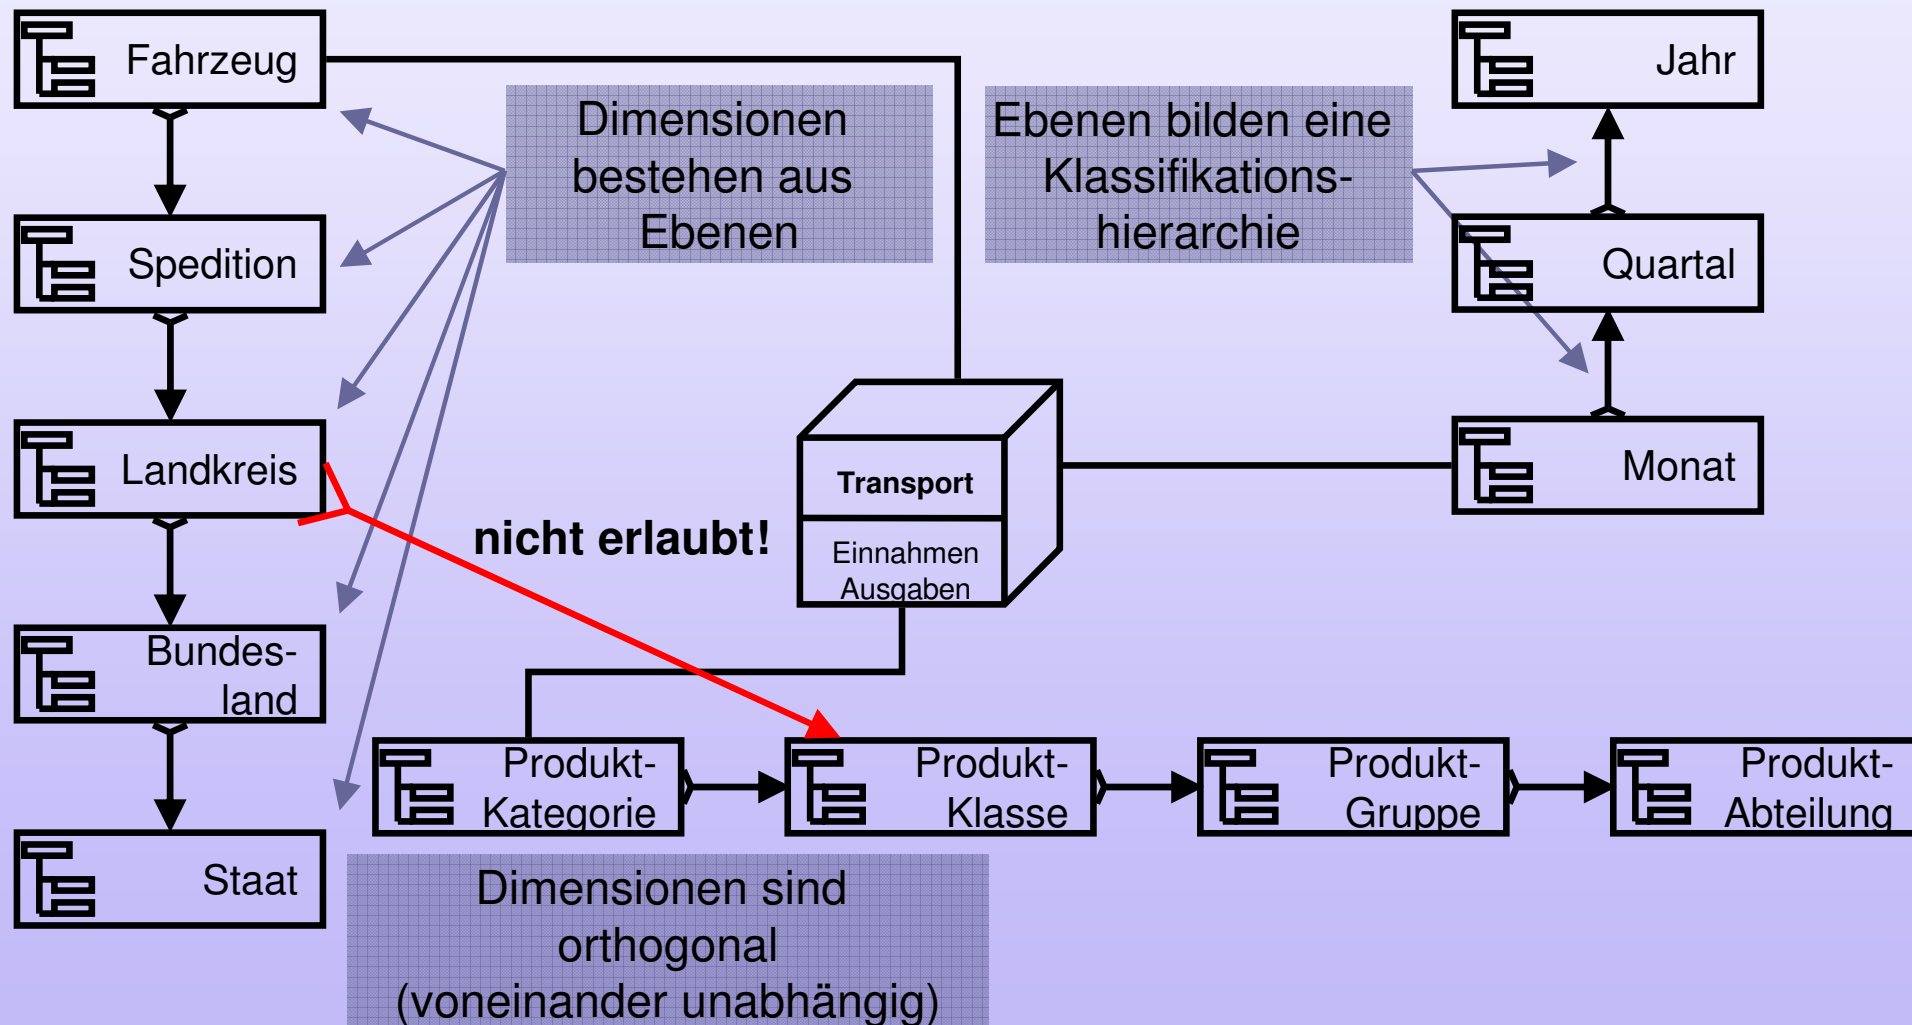 Fahrzeug
Spedition
Landkreis
Bundes-
land
Staat
Dimensionen
bestehen aus
Ebenen
Ebenen bilden eine
Klassifikations-
hierarchie
Jahr
Quartal
Monat
nicht erlaubt!
Transport
Einnahmen
Ausgaben
Produkt-
Kategorie
Produkt-
Klasse
Produkt-
Gruppe
Produkt-
Abteilung
Dimensionen sind
orthogonal
(voneinander unabhängig)